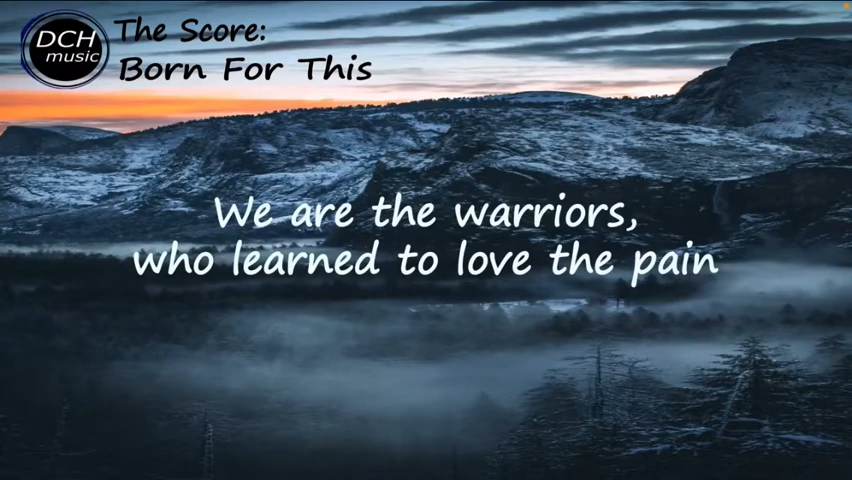 DCH
music
The Score:
Born For This
We are the warriors,
who learned to love the pain